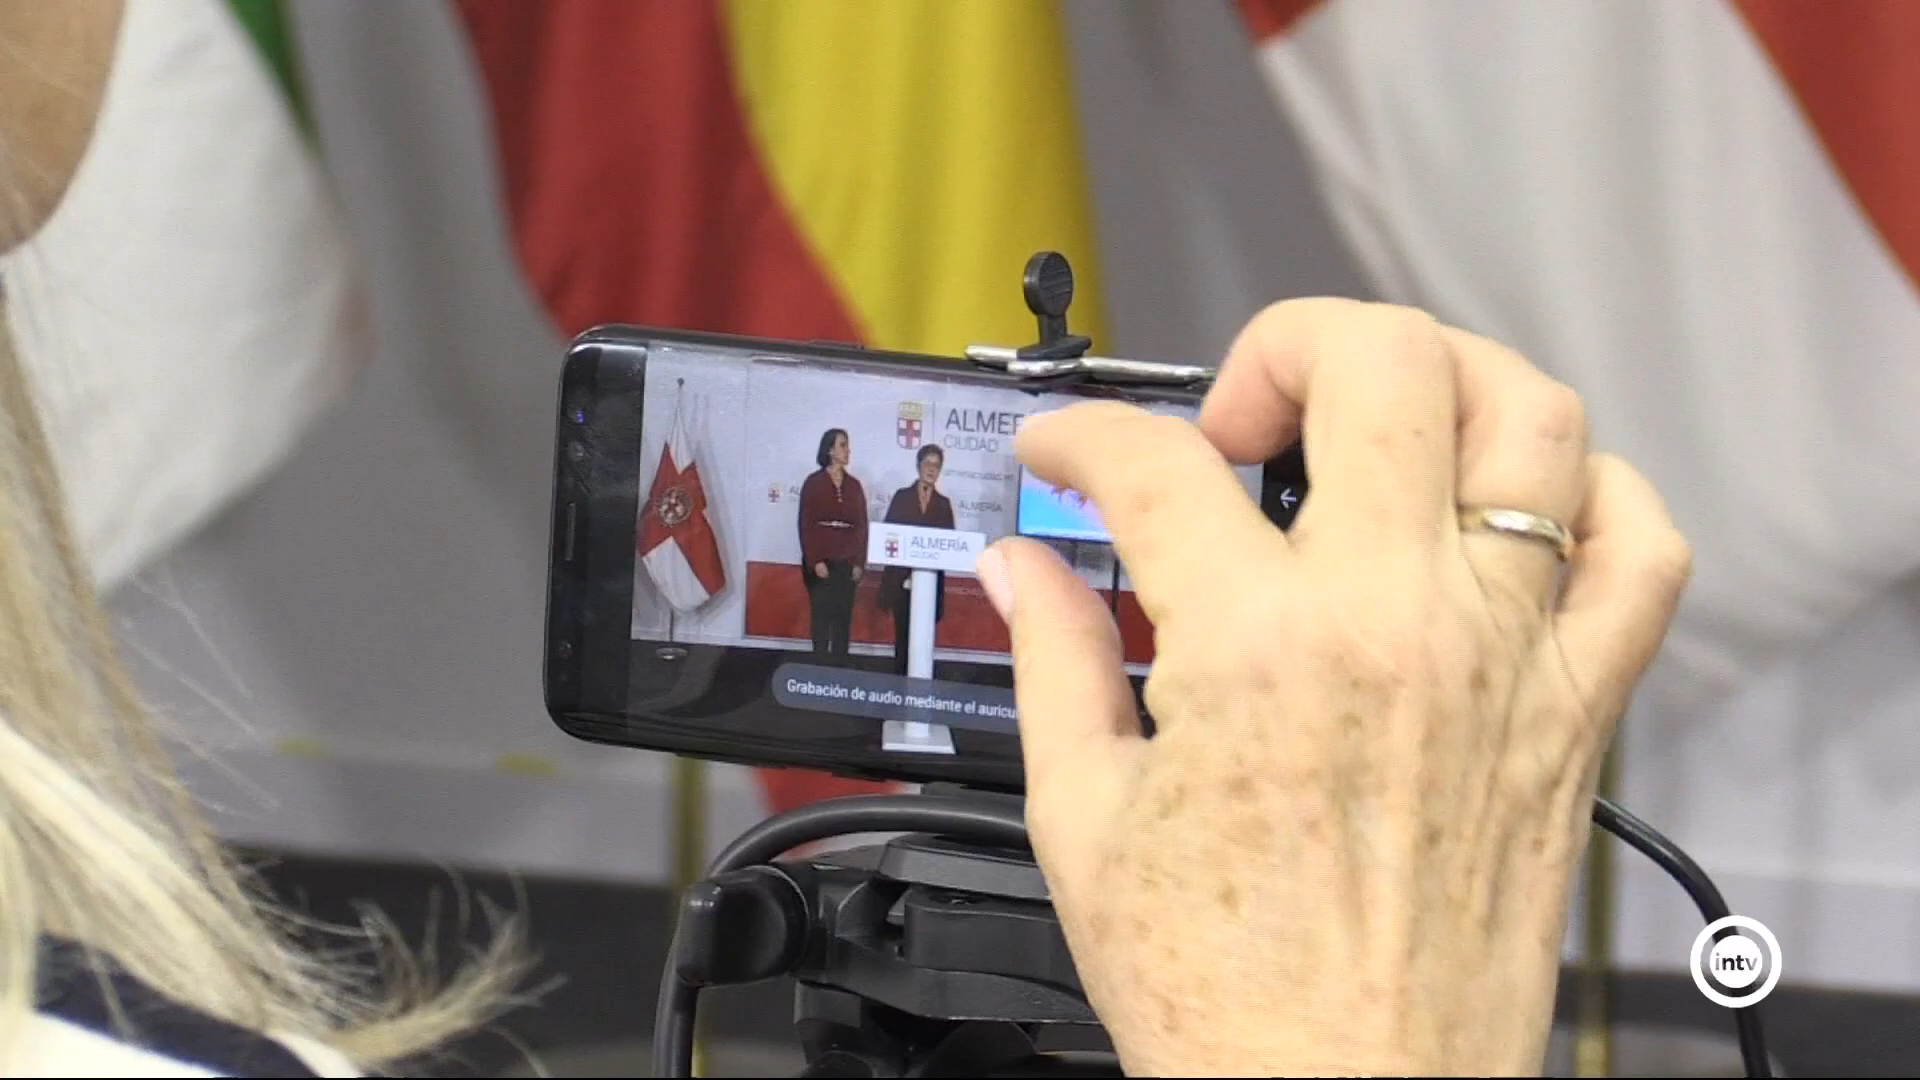 ALMER
CIUDAD
ALMERÍA
ALMERÍA
CIUDAD
Grabación de audio mediante el auricu
intv